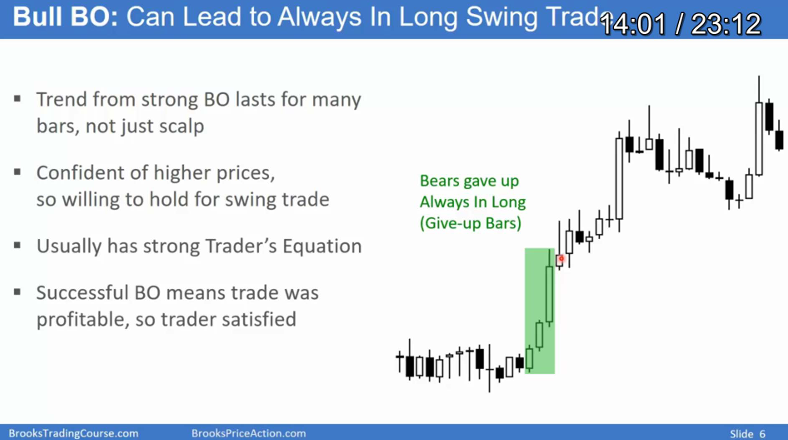 Bull BO: Can Lead to Always In Long Swing Trade
14:01 / 23:12
▪ Trend from strong BO lasts for many
bars, not just scalp
▪ Confident of higher prices,
so willing to hold for swing trade
▪ Usually has strong Trader's Equation
▪ Successful BO means trade was
profitable, so trader satisfied
Bears gave up
Always In Long
(Give-up Bars)
BrooksTradingCourse.com
BrooksPriceAction.com
Slide 6